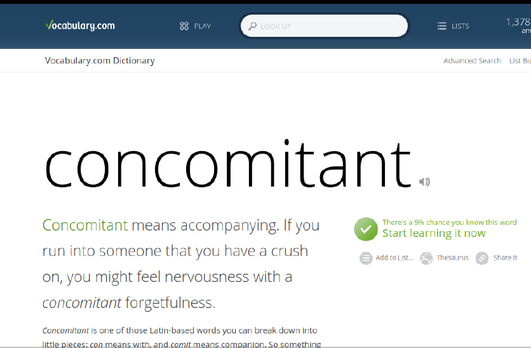 Vocabulary.com PLAY LOOK UP LISTS 1,378
am
Vocabulary.com Dictionary Advanced Search List Bu
concomitant
Concomitant means accompanying. If you
run into someone that you have a crush
on, you might feel nervousness with a
concomitant forgetfulness.
There's a 9% chance you know this word
Start learning it now
Add to List... Thesaurus Share It
Concomitant is one of those Latin-based words you can break down into
little pieces: con means with, and comit means companion. So something